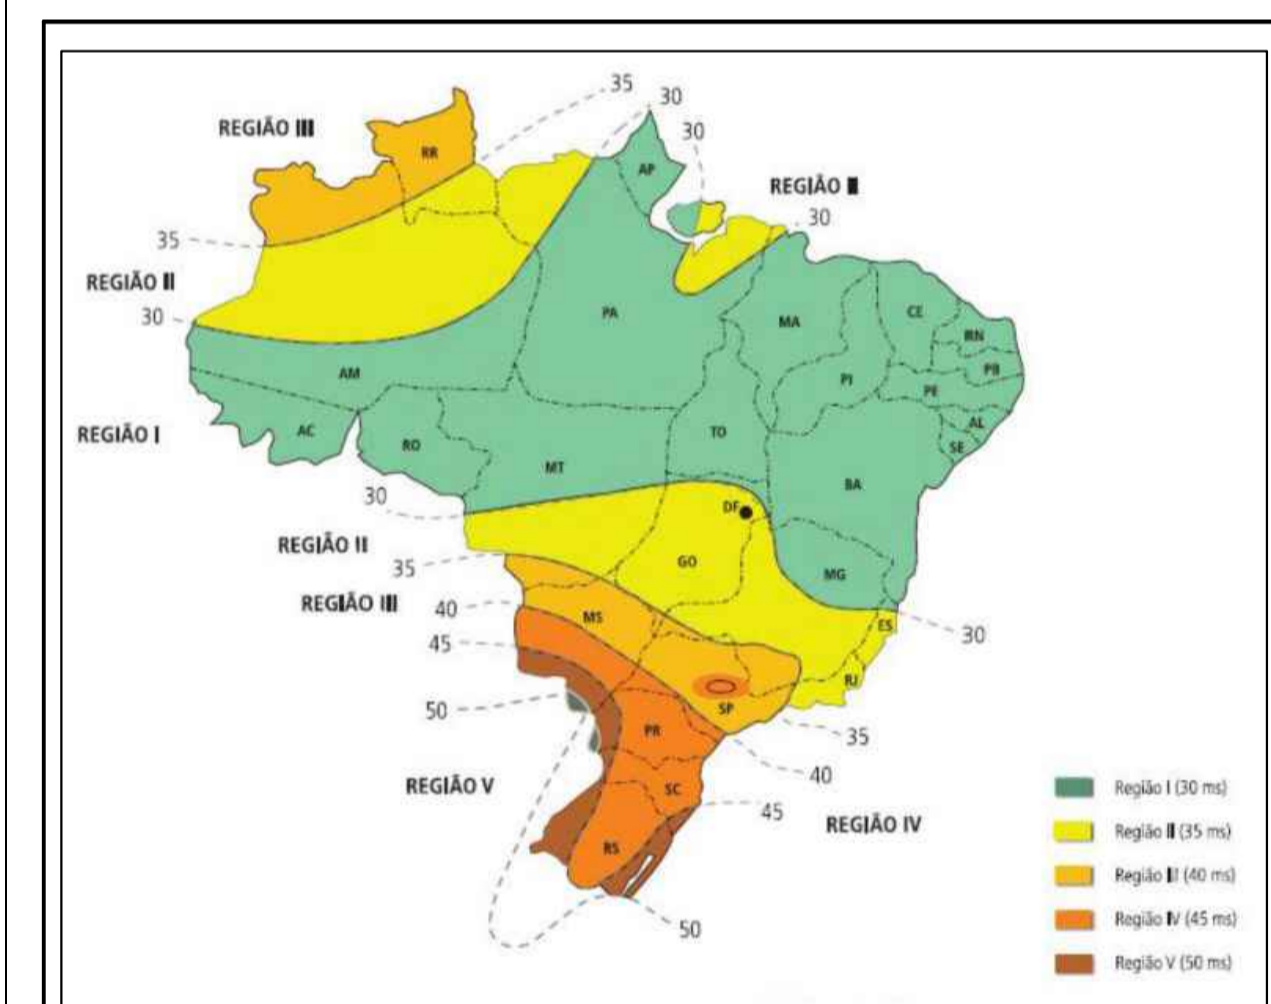 35
30
REGIÃO III
30
RR
AP
REGIÃO II
30
35
REGIÃO II
30
PA
MA
CE
RN
PB
AM
PI
PE
AL
REGIÃO I
AC
RO
TO
SE
MT
BA
30
DF
REGIÃO II
GO
MG
35
REGIÃO III
40
MS
ES
30
45
RJ
SP
50
PR
35
40
REGIÃO V
SC
45
REGIÃO IV
RS
50
Região I (30 ms)
Região II (35 ms)
Região III (40 ms)
Região IV (45 ms)
Região V (50 ms)